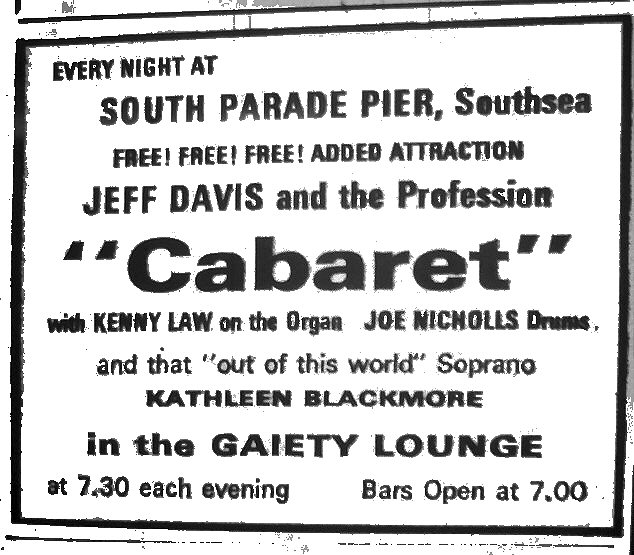 EVERY NIGHT AT
SOUTH PARADE PIER, Southsea
FREE! FREE! FREE! ADDED ATTRACTION
JEFF DAVIS and the Profession
"Cabaret"
with KENNY LAW on the Organ JOE NICHOLLS Drums,
and that "out of this world" Soprano
KATHLEEN BLACKMORE
in the GAIETY LOUNGE
at 7.30 each evening Bars Open at 7.00